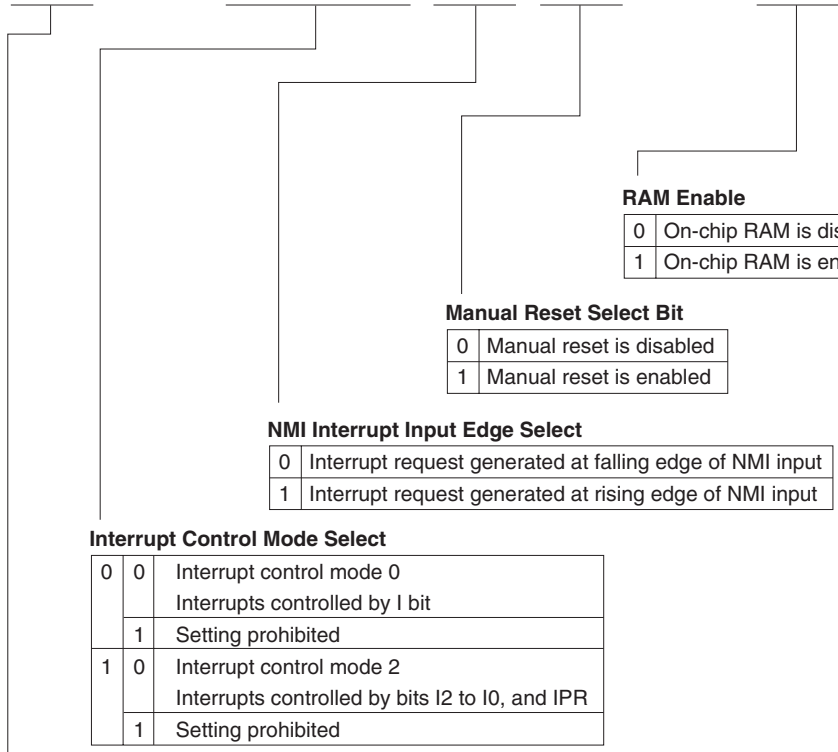 RAM Enable
0 On-chip RAM is
1 On-chip RAM is
Manual Reset Select Bit
0 Manual reset is disabled
1 Manual reset is enabled
NMI Interrupt Input Edge Select
0 Interrupt request generated at falling edge of NMI input
1 Interrupt request generated at rising edge of NMI input
Interrupt Control Mode Select
0 0 Interrupt control mode 0
Interrupts controlled by I bit
1 Setting prohibited
1 0 Interrupt control mode 2
Interrupts controlled by bits I2 to I0, and IPR
1 Setting prohibited